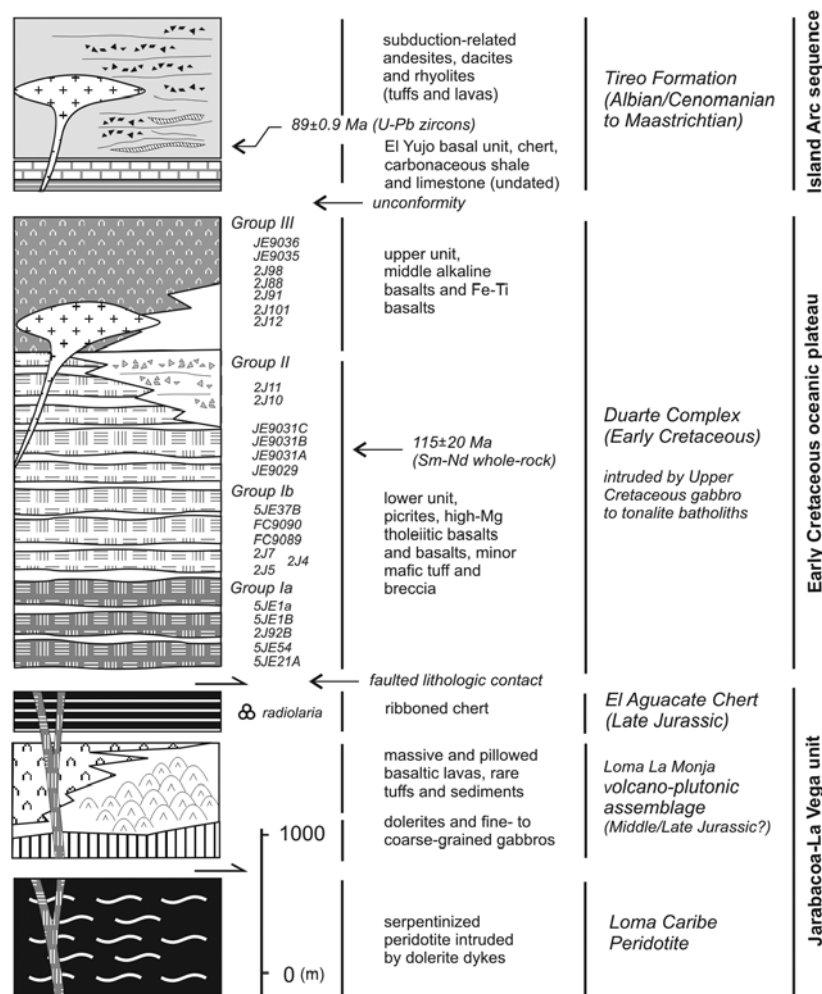 subduction-related
andesites, dacites
and rhyolites
(tuffs and lavas)
Tireo Formation
(Albian/Cenomanian
to Maastrichtian)
Island Arc sequence
89±0.9 Ma (U-Pb zircons)
El Yujo basal unit, chert,
carbonaceous shale
and limestone (undated)
unconformity
Group III
JE9036
JE9035
2J98
2J88
2J91
2J101
2J12
upper unit,
middle alkaline
basalts and Fe-Ti
basalts
Group II
2J11
2J10
JE9031C
JE9031B
JE9031A
JE9029
115±20 Ma
(Sm-Nd whole-rock)
Duarte Complex
(Early Cretaceous)
intruded by Upper
Cretaceous gabbro
to tonalite batholiths
Early Cretaceous oceanic plateau
Group Ib
5JE37B
FC9090
FC9089
2J7
2J4
2J5
lower unit,
picrites, high-Mg
tholeiitic basalts
and basalts, minor
mafic tuff and
breccia
Group Ia
5JE1a
5JE1B
2J92B
5JE54
5JE21A
faulted lithologic contact
radiolaria
ribboned chert
El Aguacate Chert
(Late Jurassic)
massive and pillowed
basaltic lavas, rare
tuffs and sediments
dolerites and fine- to
coarse-grained gabbros
Loma La Monja
volcano-plutonic
assemblage
(Middle/Late Jurassic?)
Jarabacoa-La Vega unit
1000
serpentinized
peridotite intruded
by dolerite dykes
Loma Caribe
Peridotite
0 (m)